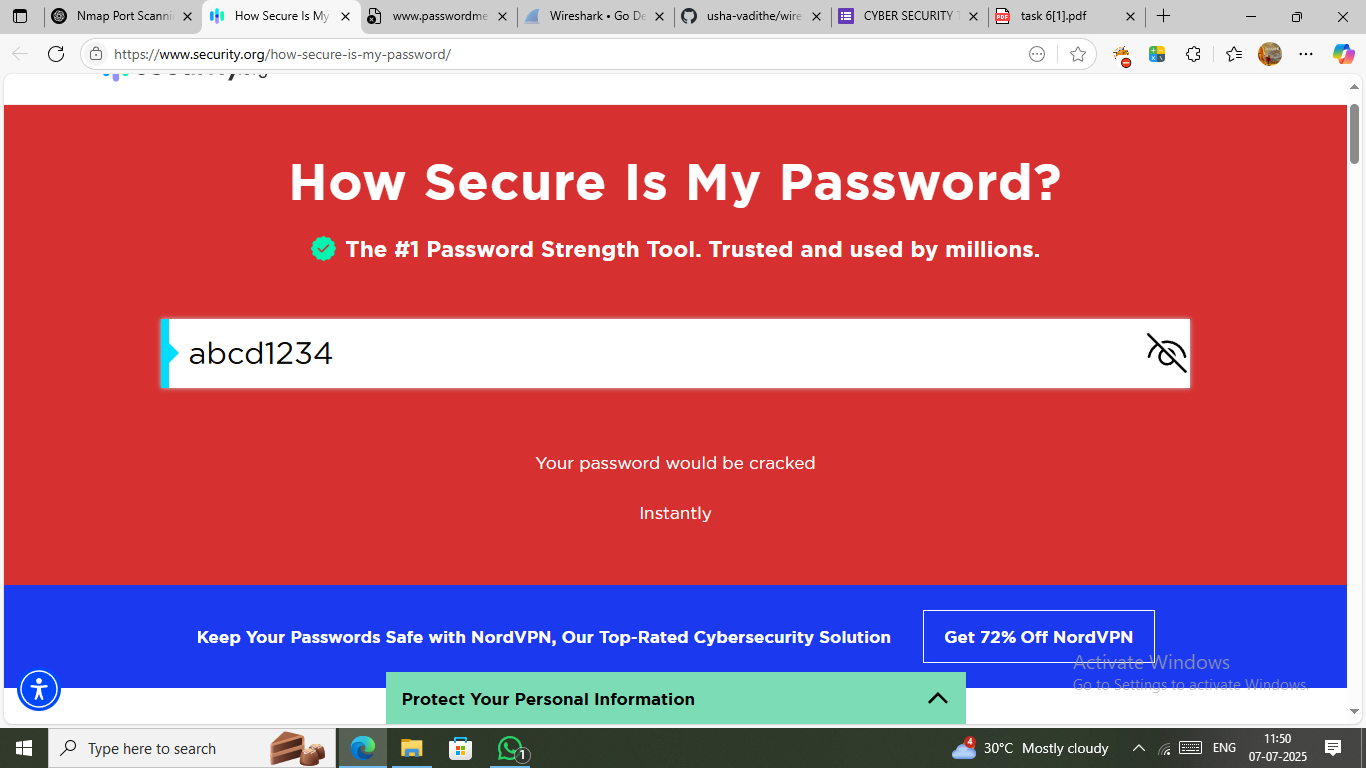 Nmap Port Scannin
How Secure Is My
www.passwordme
Wireshark • Go De
usha-vadithe/wire
CYBER SECURITY T
task 6[1].pdf
https://www.security.org/how-secure-is-my-password/
How Secure Is My Password?
The #1 Password Strength Tool. Trusted and used by millions.
abcd1234
Your password would be cracked
Instantly
Keep Your Passwords Safe with NordVPN, Our Top-Rated Cybersecurity Solution
Get 72% Off NordVPN
Activate Windows
Go to Settings to activate Windows.
Protect Your Personal Information
Type here to search
1
4
30°C Mostly cloudy
ENG
11:50
07-07-2025